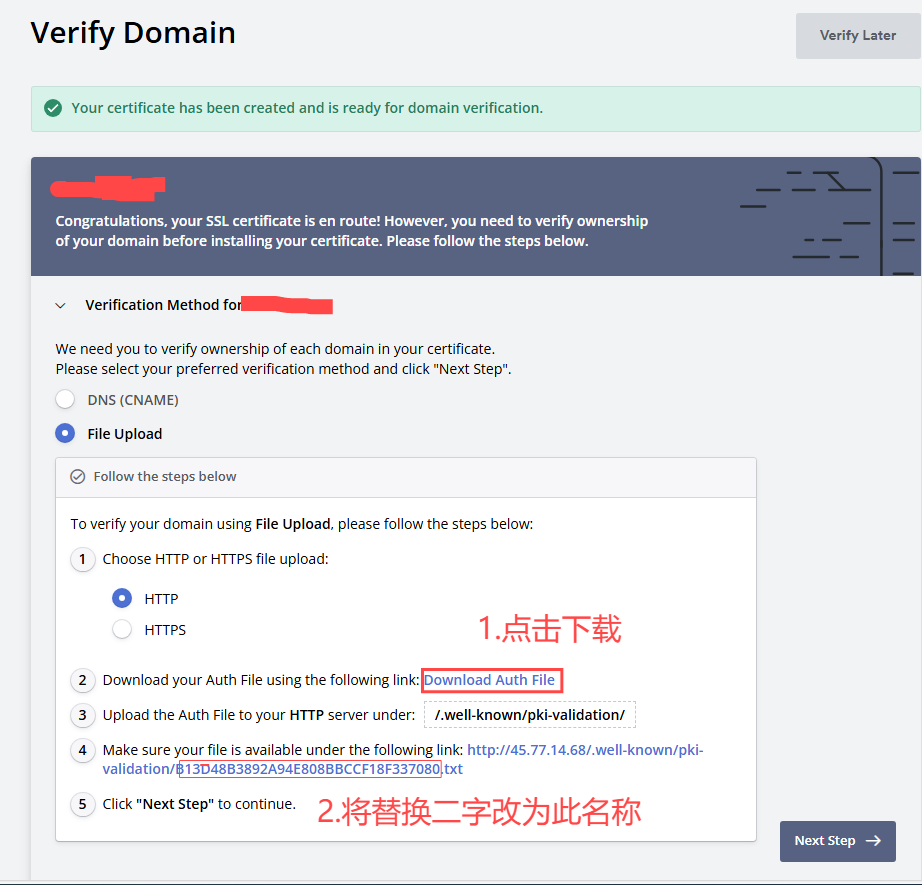 Verify Domain
Verify Later
Your certificate has been created and is ready for domain verification.
Congratulations, your SSL certificate is en route! However, you need to verify ownership
of your domain before installing your certificate. Please follow the steps below.
Verification Method for
We need you to verify ownership of each domain in your certificate.
Please select your preferred verification method and click "Next Step".
DNS (CNAME)
File Upload
Follow the steps below
To verify your domain using File Upload, please follow the steps below:
1 Choose HTTP or HTTPS file upload:
HTTP
HTTPS
1.点击下载
2 Download your Auth File using the following link: Download Auth File
3 Upload the Auth File to your HTTP server under: /.well-known/pki-validation/
4 Make sure your file is available under the following link: http://45.77.14.68/.well-known/pki-
validation/B13D48B3892A94E808BBCCF18F337080.txt
5 Click "Next Step" to continue.
2.将替换二字改为此名称
Next Step →